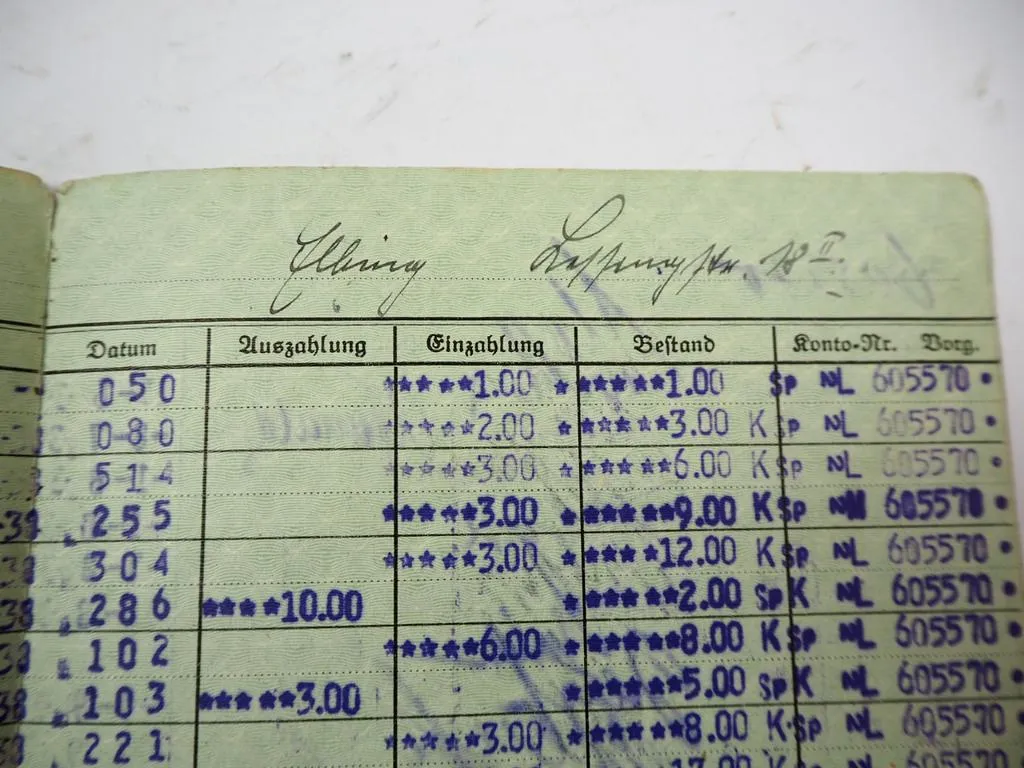 Elbing Lessingstr. 18 II.
Datum Auszahlung Einzahlung Bestand Konto-Nr. Vorg.
050 *****1.00 ******1.00 Sp NL 605570 •
080 *****2.00 ******3.00 K Sp NL 605570 •
514 *****3.00 ******6.00 K Sp NL 605570 •
255 *****3.00 ******9.00 K Sp 605570 •
38 . 304 *****3.00 *****12.00 K Sp NL 605570 •
38 . 286 ****10.00 ******2.00 Sp K NL 605570 •
38 . 102 *****6.00 ******8.00 K Sp NL 605570 •
38 . 103 *****3.00 ******5.00 Sp K NL 605570 •
221 *****3.00 ******8.00 K Sp NL 605570 •